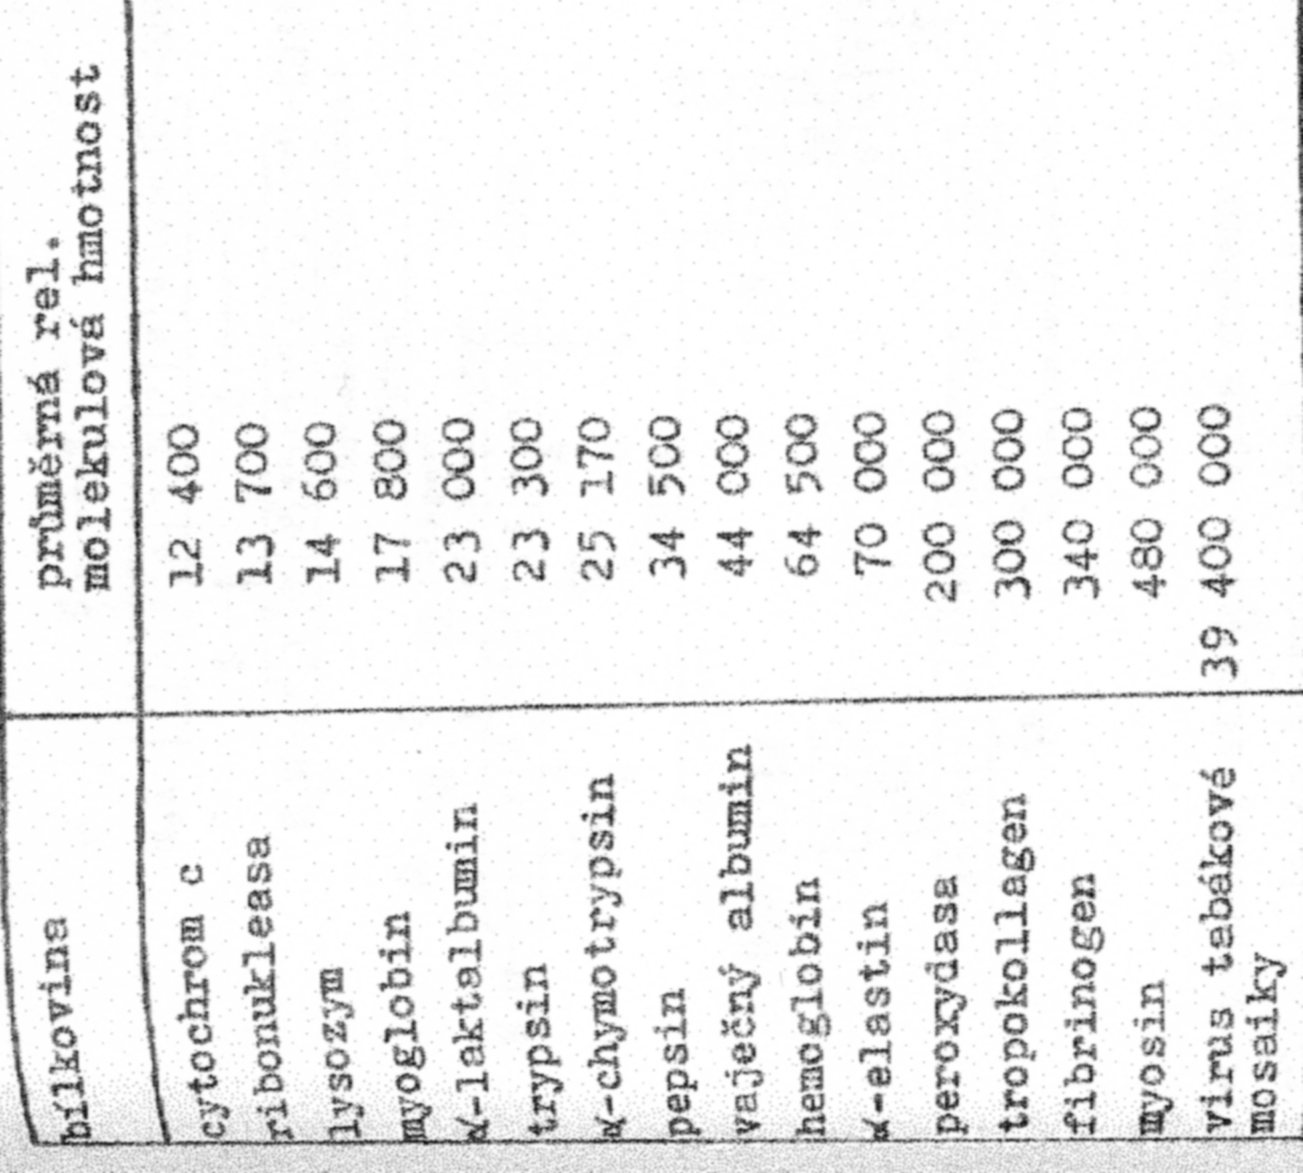 bílkovina průměrná rel.
molekulová hmotnost
cytochrom c 12 400
ribonukleasa 13 700
lysozym 14 600
myoglobin 17 800
α-laktalbumin 23 000
trypsin 23 300
α-chymotrypsin 25 170
pepsin 34 500
vaječný albumin 44 000
hemoglobin 64 500
α-elastin 70 000
peroxydasa 200 000
tropokollagen 300 000
fibrinogen 340 000
myosin 480 000
virus tabákové 39 400 000
mosaiky